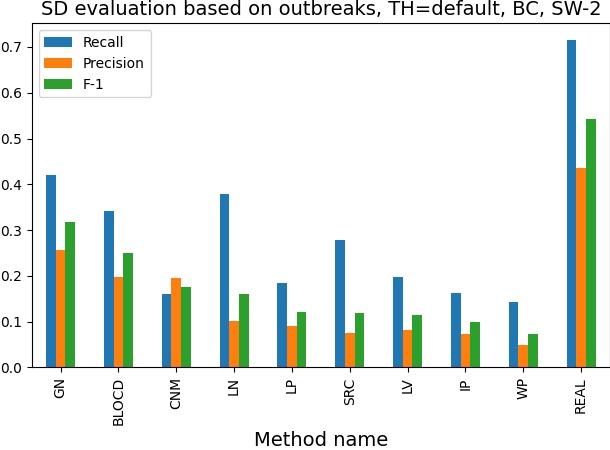 SD evaluation based on outbreaks, TH=default, BC, SW-2
Recall
Precision
F-1
0.7
0.6
0.5
0.4
0.3
0.2
0.1
0.0
GN
BLOCD
CNM
LN
LP
SRC
LV
IP
WP
REAL
Method name